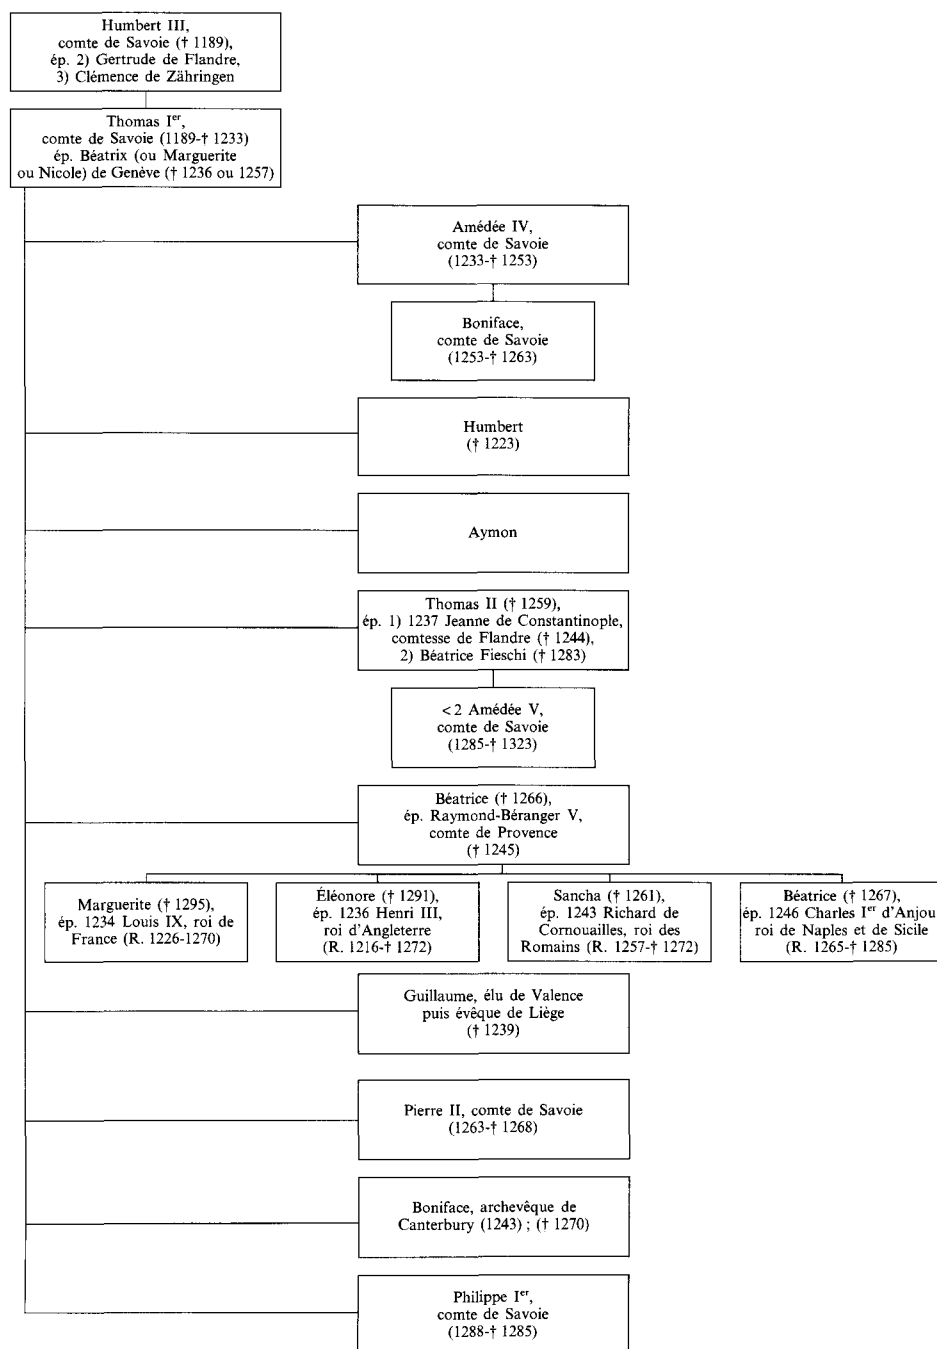 Humbert III,
comte de Savoie († 1189),
ép. 2) Gertrude de Flandre,
3) Clémence de Zähringen
Thomas Ier,
comte de Savoie (1189-† 1233)
ép. Béatrix (ou Marguerite
ou Nicole) de Genève († 1236 ou 1257)
Amédée IV,
comte de Savoie
(1233-† 1253)
Boniface,
comte de Savoie
(1253-† 1263)
Humbert
(† 1223)
Aymon
Thomas II († 1259),
ép. 1) 1237 Jeanne de Constantinople,
comtesse de Flandre († 1244),
2) Béatrice Fieschi († 1283)
<2 Amédée V,
comte de Savoie
(1285-† 1323)
Béatrice († 1266),
ép. Raymond-Béranger V,
comte de Provence
(† 1245)
Marguerite († 1295),
ép. 1234 Louis IX, roi de
France (R. 1226-1270)
Éléonore († 1291),
ép. 1236 Henri III,
roi d'Angleterre
(R. 1216-† 1272)
Sancha († 1261),
ép. 1243 Richard de
Cornouailles, roi des
Romains (R. 1257-† 1272)
Béatrice († 1267),
ép. 1246 Charles Ier d'Anjou
roi de Naples et de Sicile
(R. 1265-† 1285)
Guillaume, élu de Valence
puis évêque de Liège
(† 1239)
Pierre II, comte de Savoie
(1263-† 1268)
Boniface, archevêque de
Canterbury (1243) ; († 1270)
Philippe Ier,
comte de Savoie
(1288-† 1285)